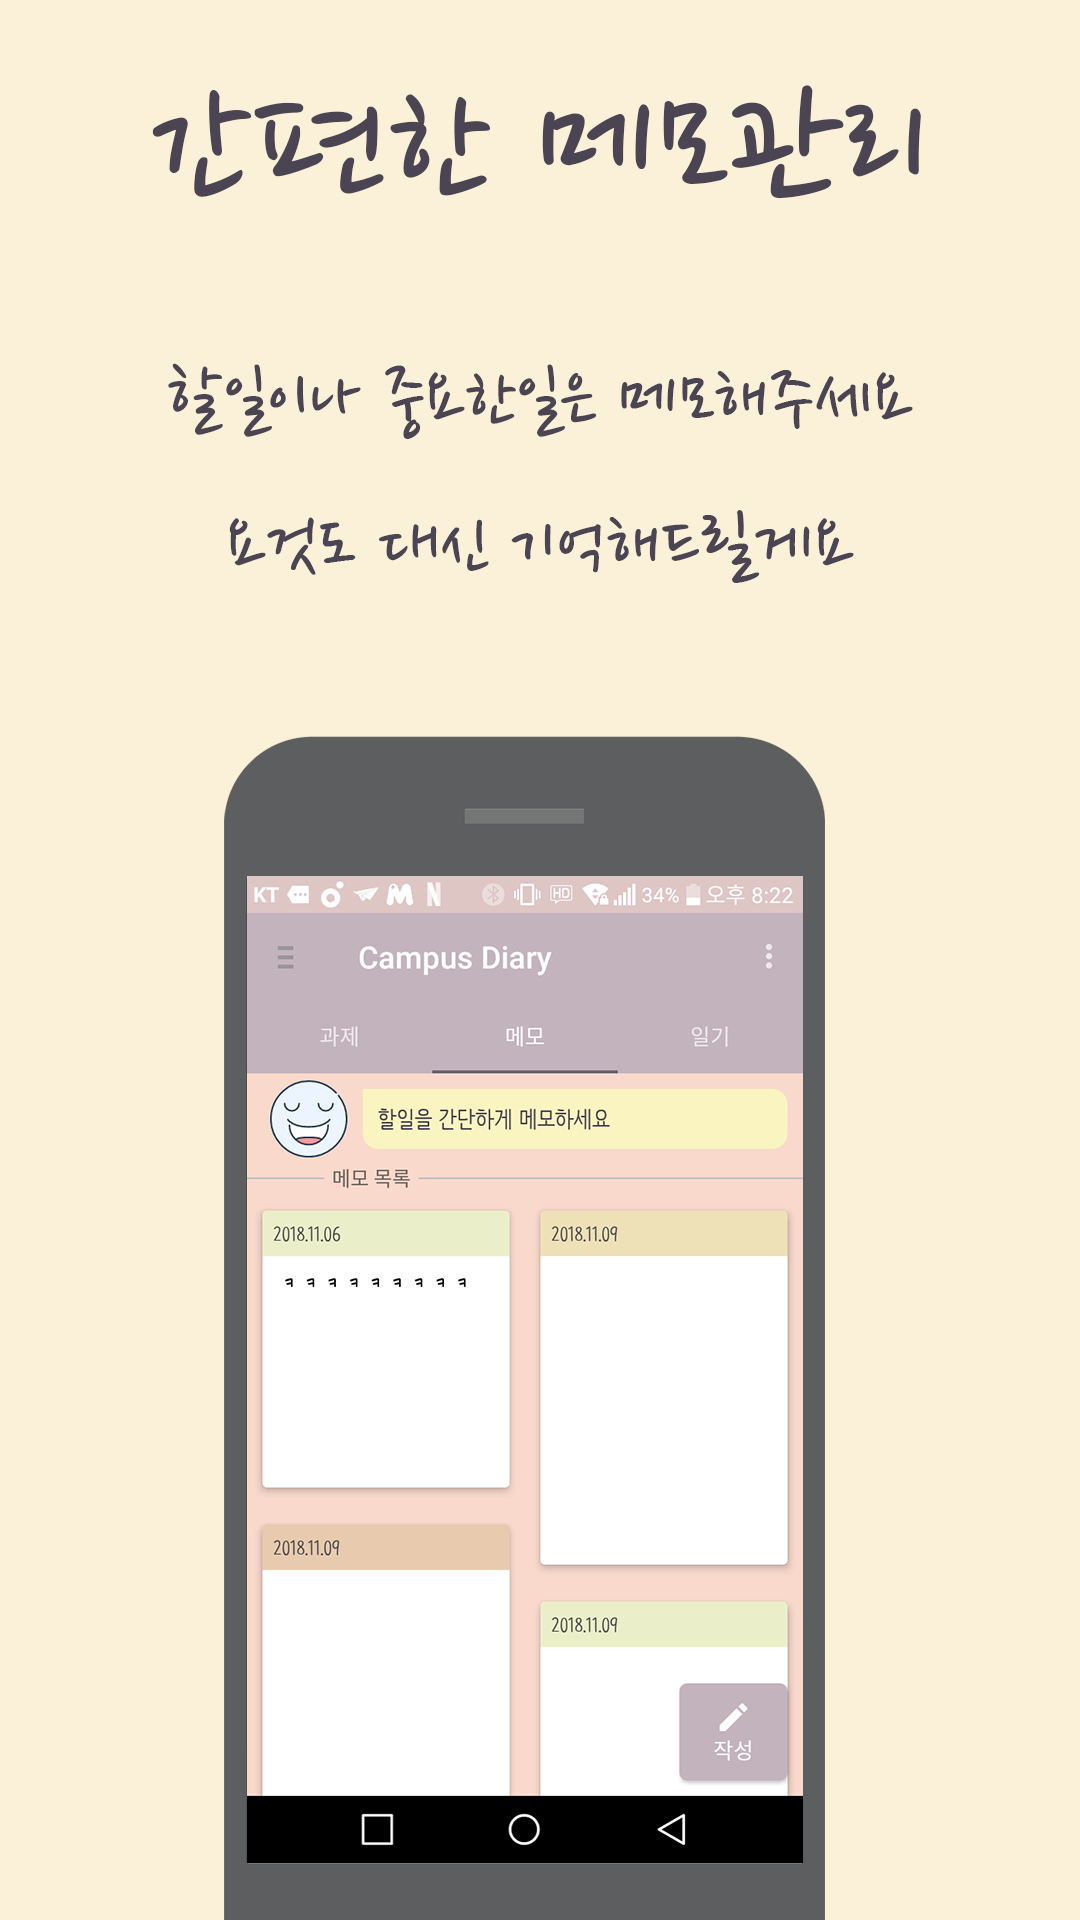 간편한 메모관리
할일이나 중요한일은 메모해주세요
요것도 대신 기억해드릴게요
KT HD 34% 오후 8:22
Campus Diary
과제 메모 일기
할일을 간단하게 메모하세요
메모 목록
2018.11.06 2018.11.09
ㅋㅋㅋㅋㅋㅋㅋㅋㅋ
2018.11.09
2018.11.09
작성